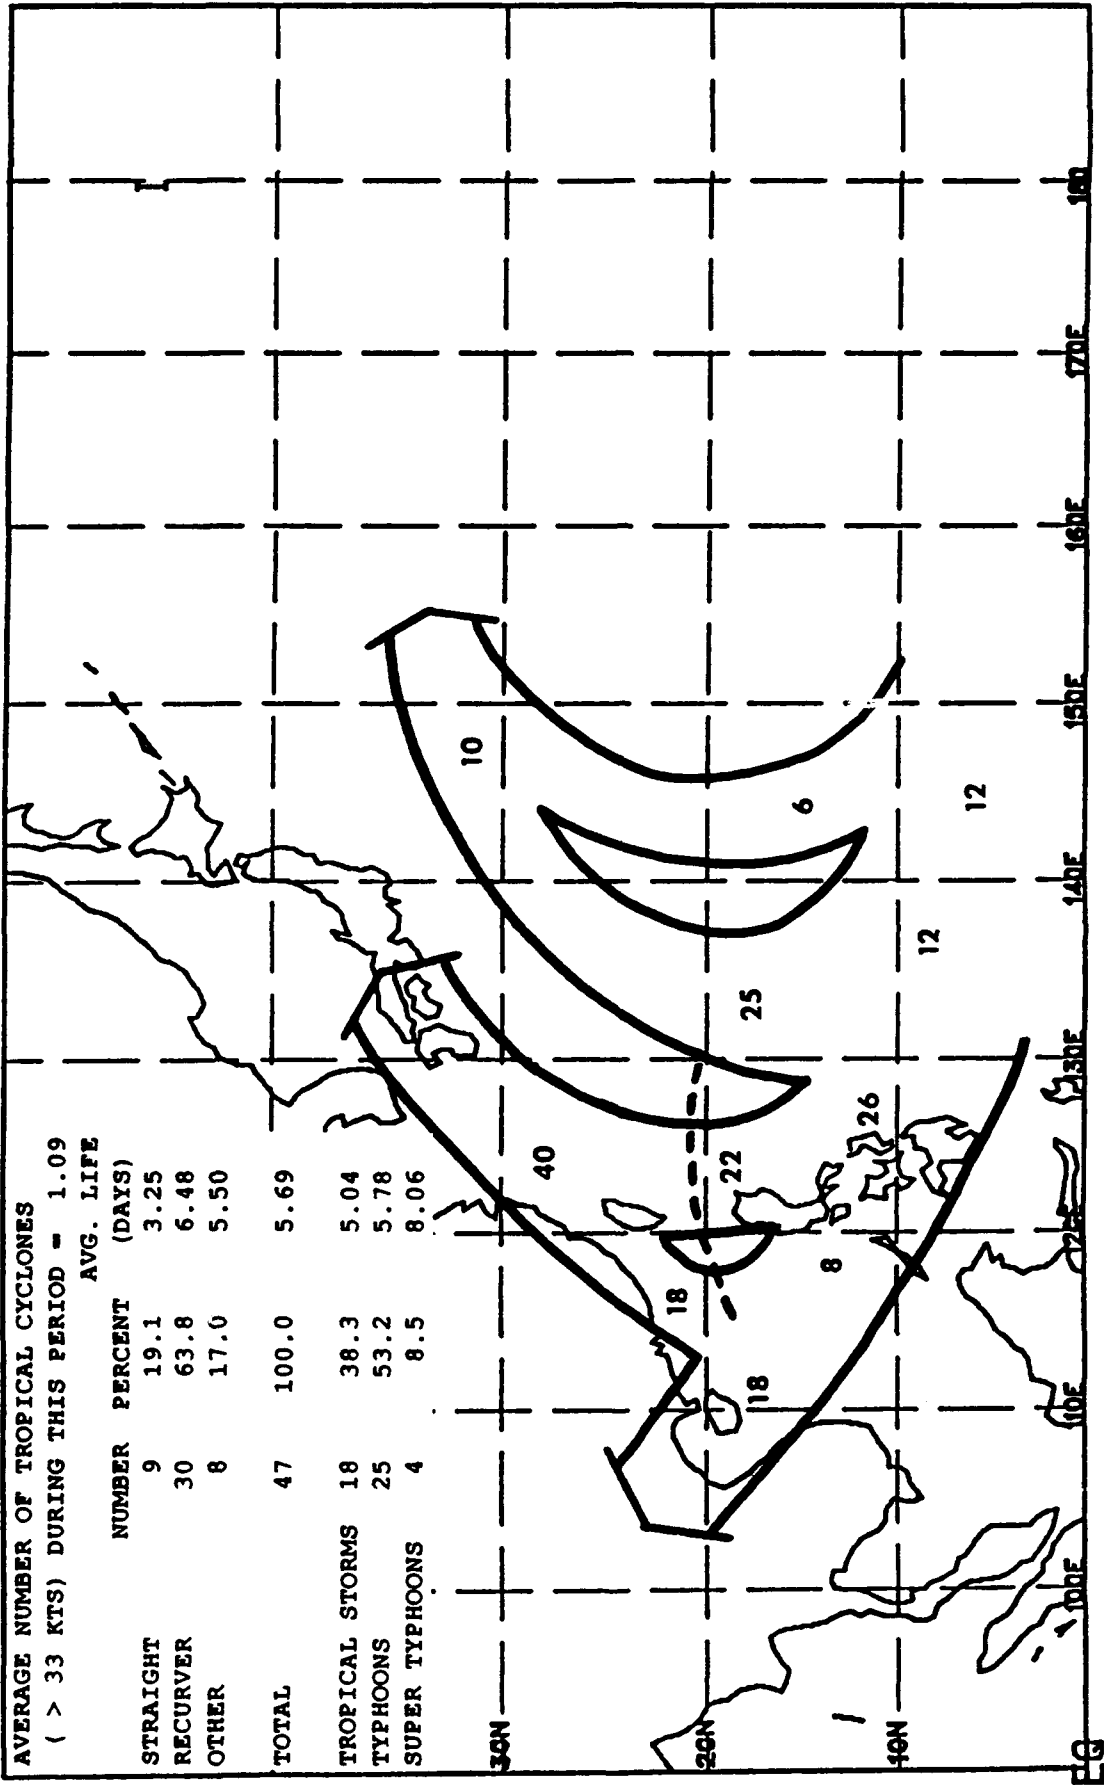 AVERAGE NUMBER OF TROPICAL CYCLONES
( > 33 KTS) DURING THIS PERIOD = 1.09
AVG. LIFE
NUMBER PERCENT (DAYS)
STRAIGHT 9 19.1 3.25
RECURVER 30 63.8 6.48
OTHER 8 17.0 5.50
TOTAL 47 100.0 5.69
TROPICAL STORMS 18 38.3 5.04
TYPHOONS 25 53.2 5.78
SUPER TYPHOONS 4 8.5 8.06
10
40
30N
18
22
25
6
20N
18
8
26
12
12
10N
EQ
100E
110E
120E
130E
140E
150E
160E
170E
180